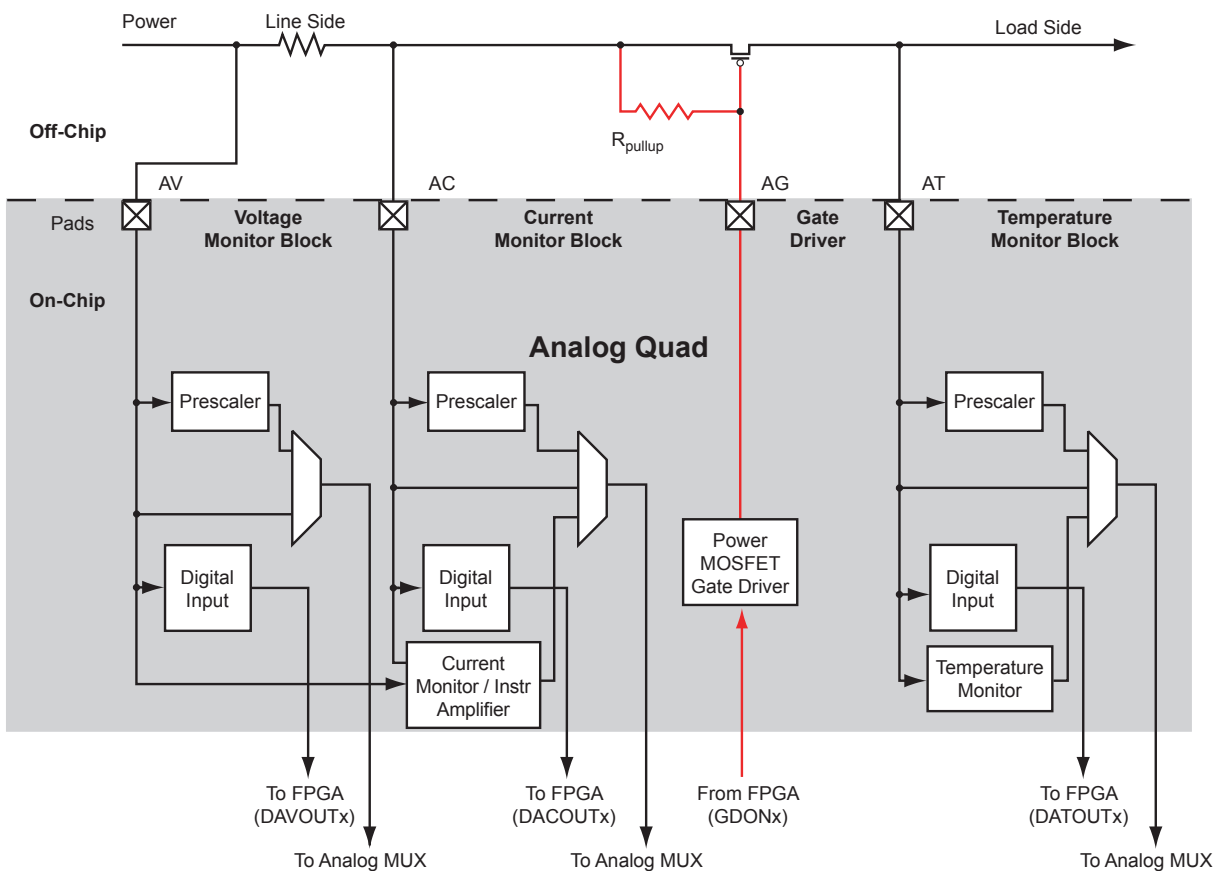 Power
Line Side
Load Side
Off-Chip
Rpullup
AV
AC
AG
AT
Pads
Voltage
Monitor Block
Current
Monitor Block
Gate
Driver
Temperature
Monitor Block
On-Chip
Analog Quad
Prescaler
Prescaler
Prescaler
Digital
Input
Digital
Input
Power
MOSFET
Gate Driver
Digital
Input
Current
Monitor / Instr
Amplifier
Temperature
Monitor
To FPGA
(DAVOUTx)
To FPGA
(DACOUTx)
From FPGA
(GDONx)
To FPGA
(DATOUTx)
To Analog MUX
To Analog MUX
To Analog MUX